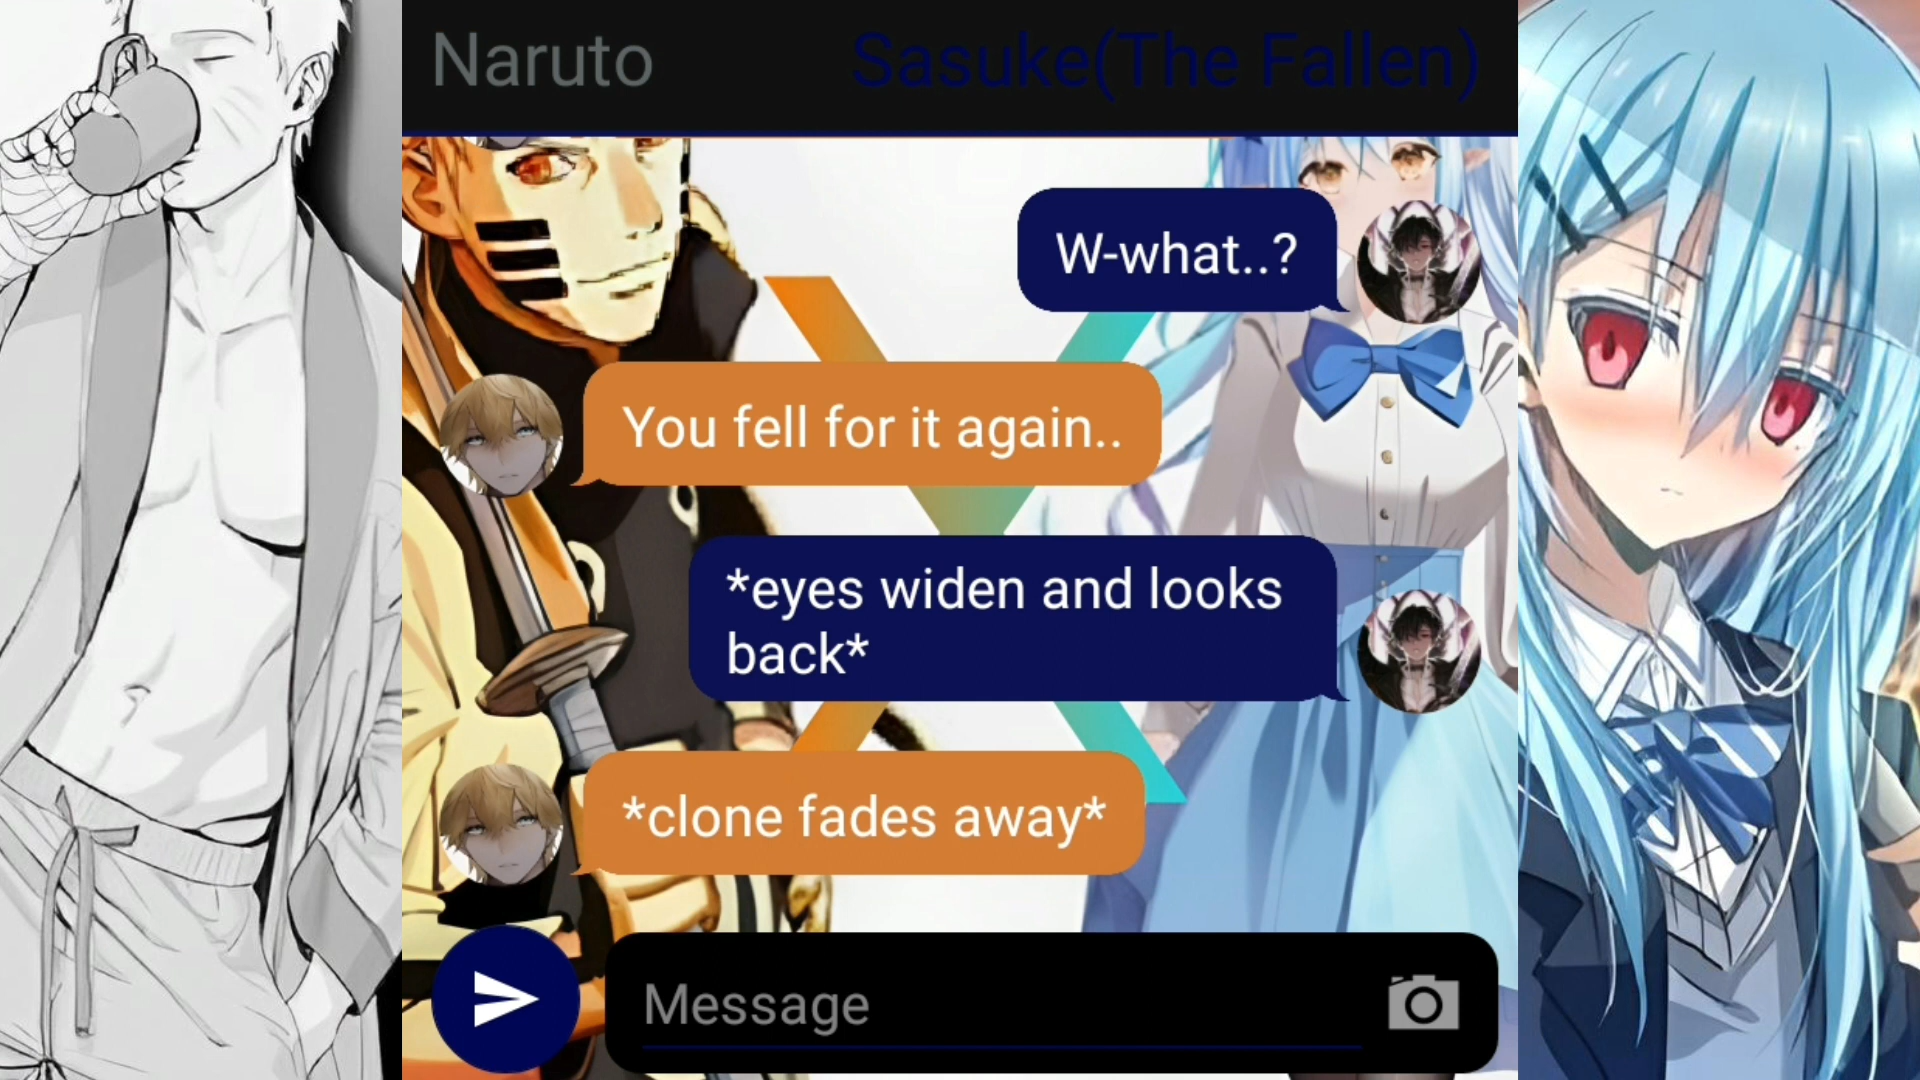 Naruto
Sasuke(The Fallen)
W-what..?
You fell for it again..
*eyes widen and looks
back*
*clone fades away*
Message